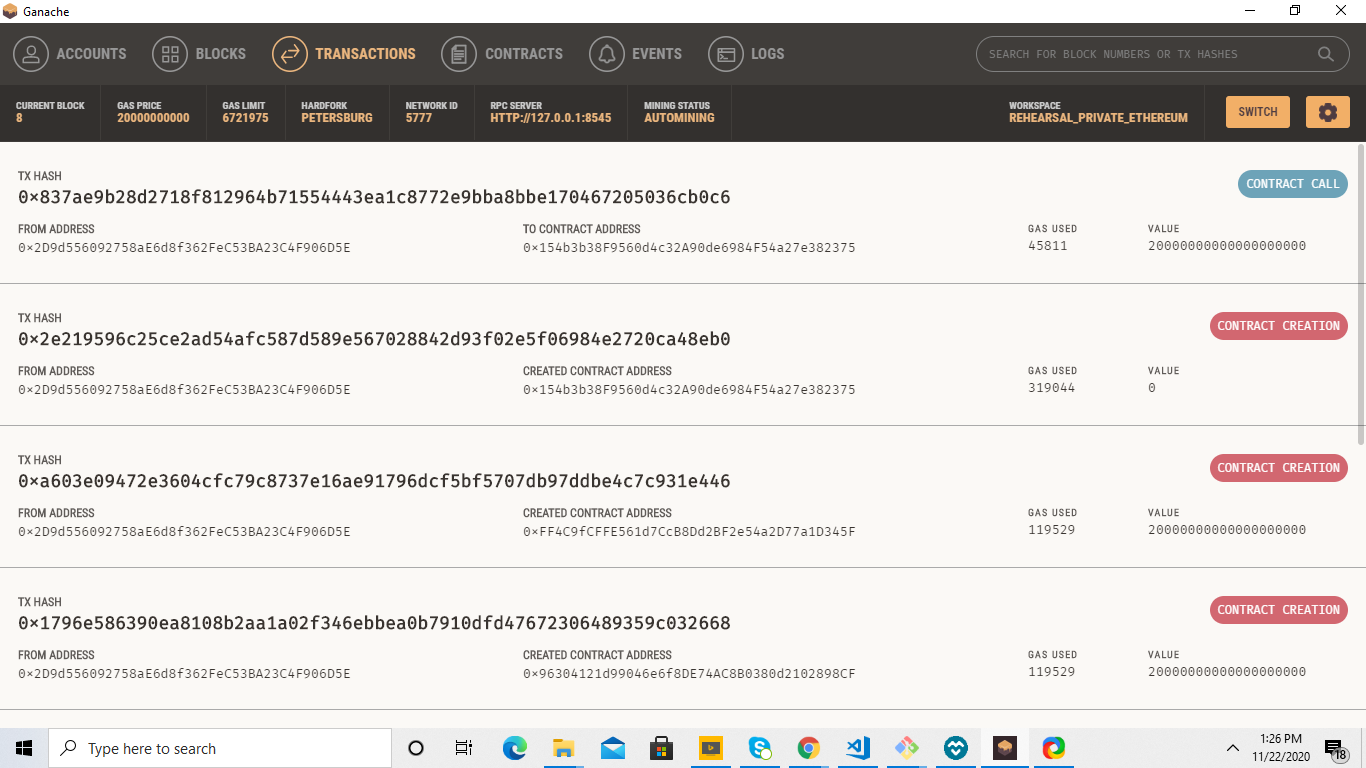 Ganache
ACCOUNTS BLOCKS TRANSACTIONS CONTRACTS EVENTS LOGS SEARCH FOR BLOCK NUMBERS OR TX HASHES
CURRENT BLOCK GAS PRICE GAS LIMIT HARDFORK NETWORK ID RPC SERVER MINING STATUS WORKSPACE
8 20000000000 6721975 PETERSBURG 5777 HTTP://127.0.0.1:8545 AUTOMINING REHEARSAL_PRIVATE_ETHEREUM SWITCH
TX HASH
0×837ae9b28d2718f812964b71554443ea1c8772e9bba8bbe170467205036cb0c6 CONTRACT CALL
FROM ADDRESS TO CONTRACT ADDRESS GAS USED VALUE
0×2D9d556092758aE6d8f362FeC53BA23C4F906D5E 0×154b3b38F9560d4c32A90de6984F54a27e382375 45811 20000000000000000000
TX HASH
0×2e219596c25ce2ad54afc587d589e567028842d93f02e5f06984e2720ca48eb0 CONTRACT CREATION
FROM ADDRESS CREATED CONTRACT ADDRESS GAS USED VALUE
0×2D9d556092758aE6d8f362FeC53BA23C4F906D5E 0×154b3b38F9560d4c32A90de6984F54a27e382375 319044 0
TX HASH
0×a603e09472e3604cfc79c8737e16ae91796dcf5bf5707db97ddbe4c7c931e446 CONTRACT CREATION
FROM ADDRESS CREATED CONTRACT ADDRESS GAS USED VALUE
0×2D9d556092758aE6d8f362FeC53BA23C4F906D5E 0×FF4C9fCFFE561d7CcB8Dd2BF2e54a2D77a1D345F 119529 20000000000000000000
TX HASH
0×1796e586390ea8108b2aa1a02f346ebbea0b7910dfd47672306489359c032668 CONTRACT CREATION
FROM ADDRESS CREATED CONTRACT ADDRESS GAS USED VALUE
0×2D9d556092758aE6d8f362FeC53BA23C4F906D5E 0×96304121d99046e6f8DE74AC8B0380d2102898CF 119529 20000000000000000000
Type here to search 1:26 PM
11/22/2020 18